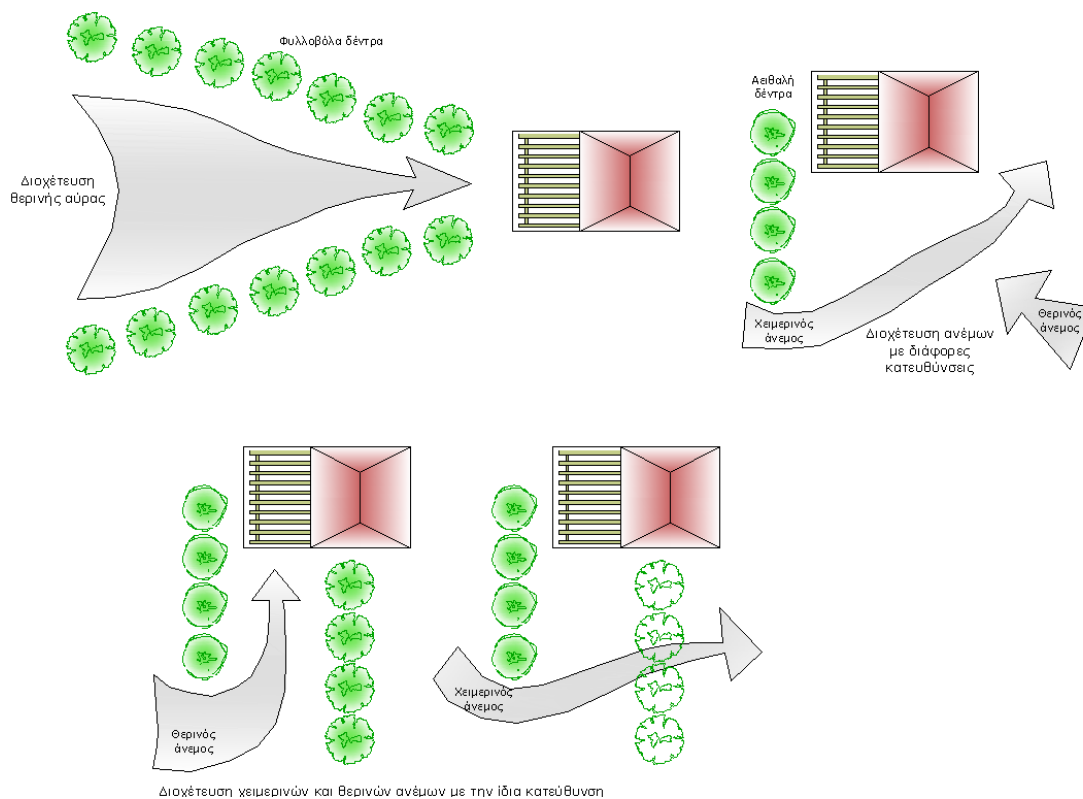 Φυλλοβόλα δέντρα
Διοχέτευση
θερινής αύρας
Αειθαλή
δέντρα
Χειμερινός
άνεμος
Διοχέτευση ανέμων
με διάφορες
κατευθύνσεις
Θερινός
άνεμος
Θερινός
άνεμος
Χειμερινός
άνεμος
Διοχέτευση χειμερινών και θερινών ανέμων με την ίδια κατεύθυνση